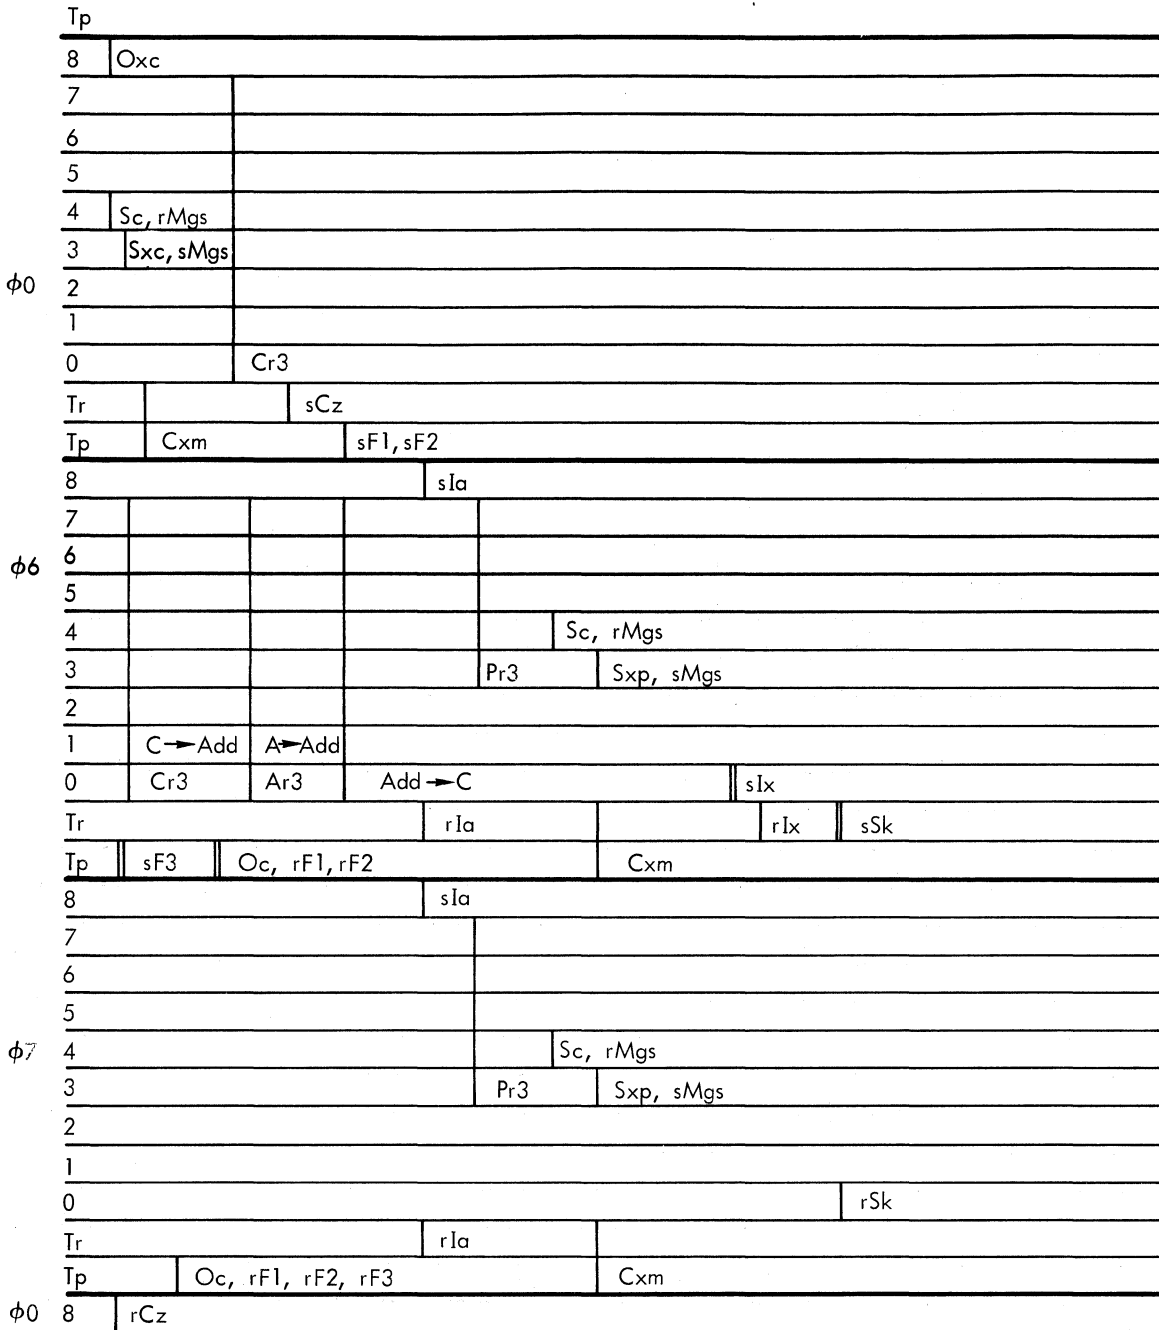 Tp
8 Oxc
7
6
5
4 Sc, rMgs
3 Sxc, sMgs
ϕ0 2
1
0 Cr3
Tr sCz
Tp Cxm sF1, sF2
8 sIa
7
ϕ6 6
5
4 Sc, rMgs
3 Pr3 Sxp, sMgs
2
1 C→Add A→Add
0 Cr3 Ar3 Add→C sIx
Tr rIa rIx sSk
Tp sF3 Oc, rF1, rF2 Cxm
8 sIa
7
6
5
ϕ7 4 Sc, rMgs
3 Pr3 Sxp, sMgs
2
1
0 rSk
Tr rIa
Tp Oc, rF1, rF2, rF3 Cxm
ϕ0 8 rCz